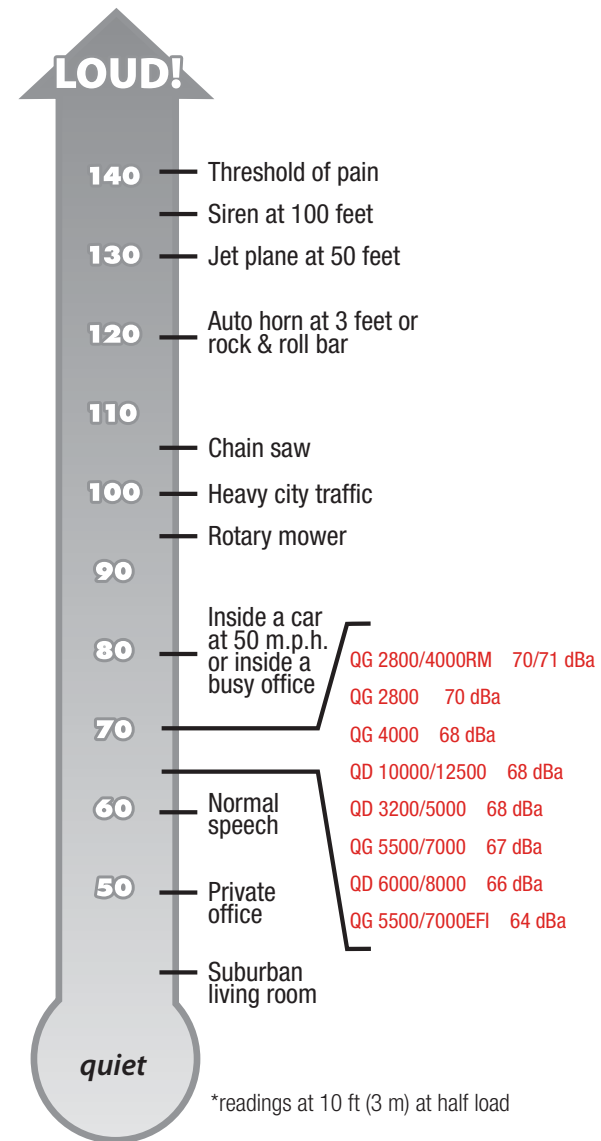 LOUD!
140
Threshold of pain
Siren at 100 feet
130
Jet plane at 50 feet
120
Auto horn at 3 feet or
rock & roll bar
110
Chain saw
100
Heavy city traffic
Rotary mower
90
80
Inside a car
at 50 m.p.h.
or inside a
busy office
70
QG 2800/4000RM 70/71 dBa
QG 2800 70 dBa
QG 4000 68 dBa
QD 10000/12500 68 dBa
QD 3200/5000 68 dBa
QG 5500/7000 67 dBa
QD 6000/8000 66 dBa
QG 5500/7000EFI 64 dBa
60
Normal
speech
50
Private
office
Suburban
living room
quiet
*readings at 10 ft (3 m) at half load